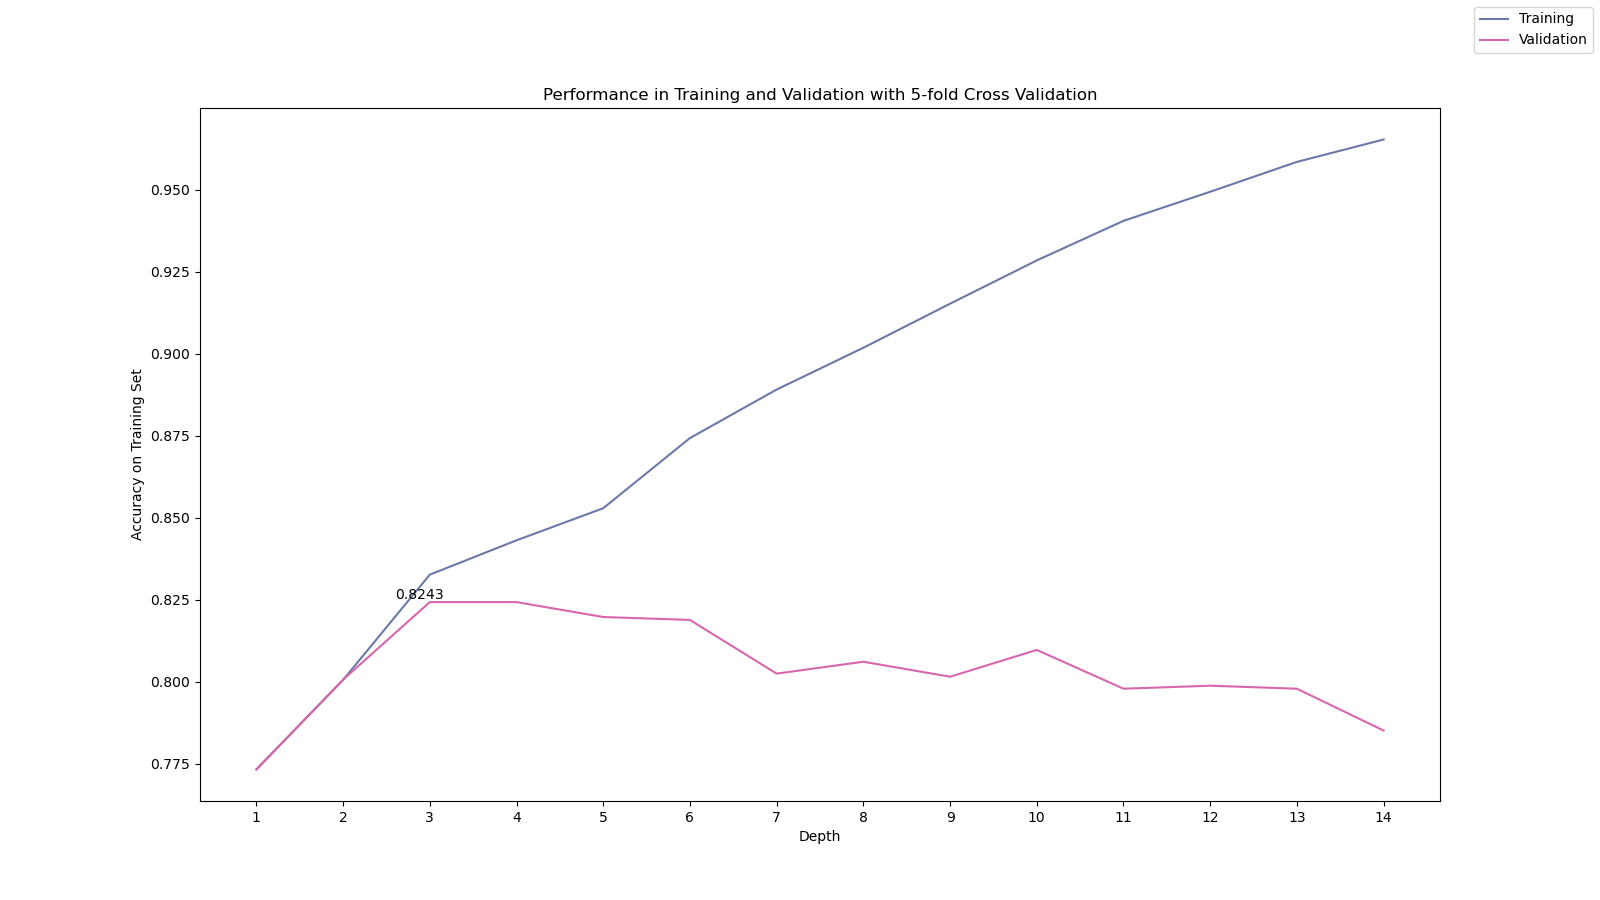 Training
Validation
Performance in Training and Validation with 5-fold Cross Validation
Accuracy on Training Set
0.950
0.925
0.900
0.875
0.850
0.825
0.800
0.775
0.8243
1 2 3 4 5 6 7 8 9 10 11 12 13 14
Depth